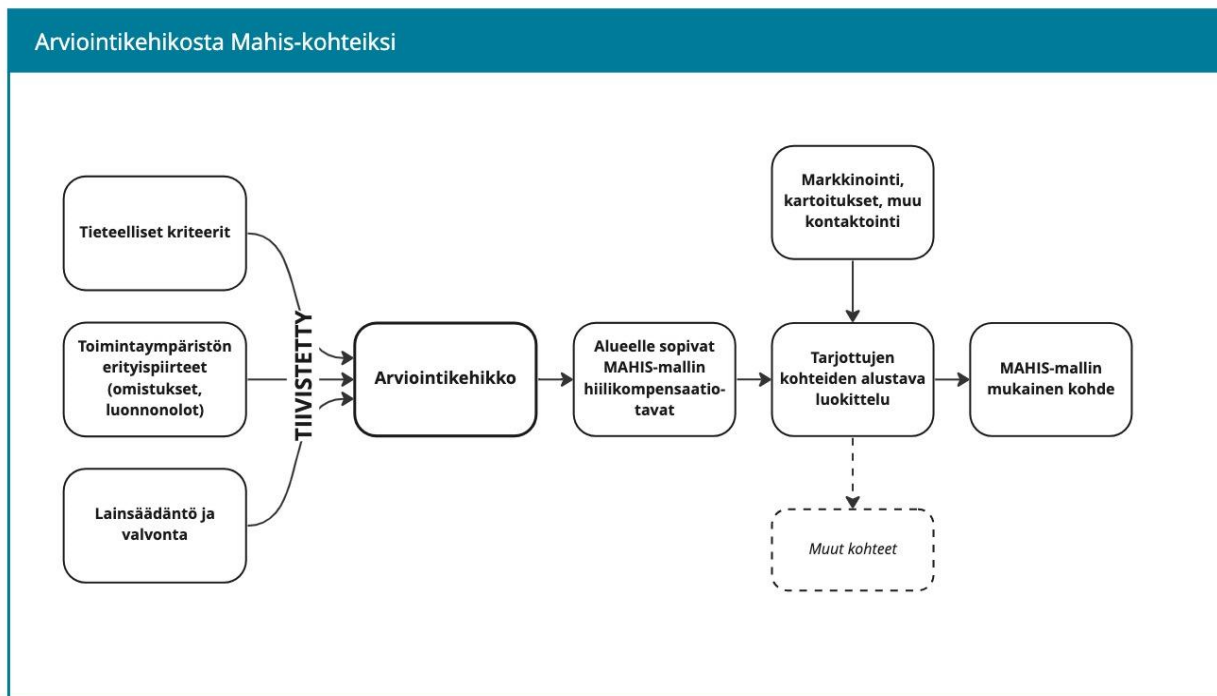 Arviointikehikosta Mahis-kohteiksi
Tieteelliset kriteerit
Toimintaympäristön
erityispiirteet
(omistukset,
luonnonolot)
Lainsäädäntö ja
valvonta
TIIVISTETTY
Arviointikehikko
Alueelle sopivat
MAHIS-mallin
hiilikompensaatio-
tavat
Markkinointi,
kartoitukset, muu
kontaktointi
Tarjottujen
kohteiden alustava
luokittelu
Muut kohteet
MAHIS-mallin
mukainen kohde